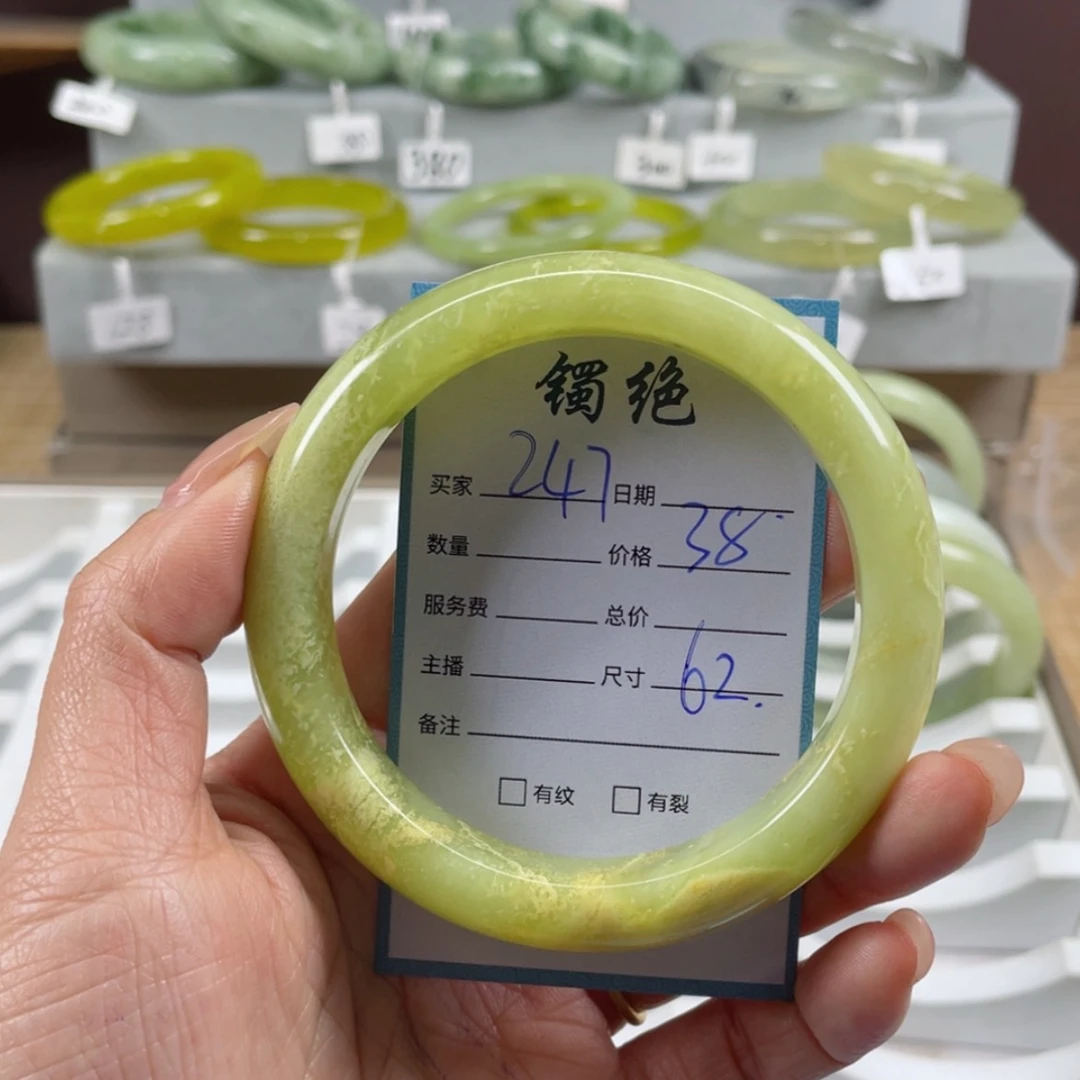 380
镯绝
买家 247 日期
数量 价格 38
服务费 总价
主播 尺寸 62.
备注
□有纹 □有裂